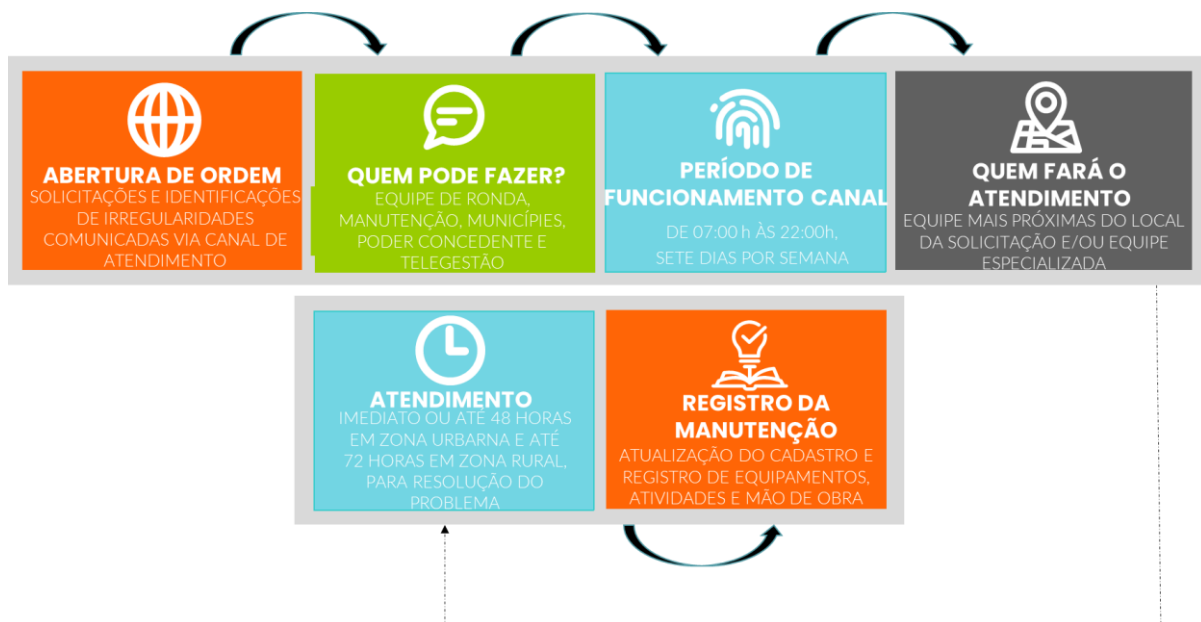 ABERTURA DE ORDEM
SOLICITAÇÕES E IDENTIFICAÇÕES
DE IRREGULARIDADES
COMUNICADAS VIA CANAL DE
ATENDIMENTO
QUEM PODE FAZER?
EQUIPE DE RONDA,
MANUTENÇÃO, MUNICÍPIES,
PODER CONCEDENTE E
TELEGESTÃO
PERÍODO DE
FUNCIONAMENTO CANAL
DE 07:00 h ÀS 22:00h,
SETE DIAS POR SEMANA
QUEM FARÁ O
ATENDIMENTO
EQUIPE MAIS PRÓXIMAS DO LOCAL
DA SOLICITAÇÃO E/OU EQUIPE
ESPECIALIZADA
ATENDIMENTO
IMEDIATO OU ATÉ 48 HORAS
EM ZONA URBARNA E ATÉ
72 HORAS EM ZONA RURAL,
PARA RESOLUÇÃO DO
PROBLEMA
REGISTRO DA
MANUTENÇÃO
ATUALIZAÇÃO DO CADASTRO E
REGISTRO DE EQUIPAMENTOS,
ATIVIDADES E MÃO DE OBRA